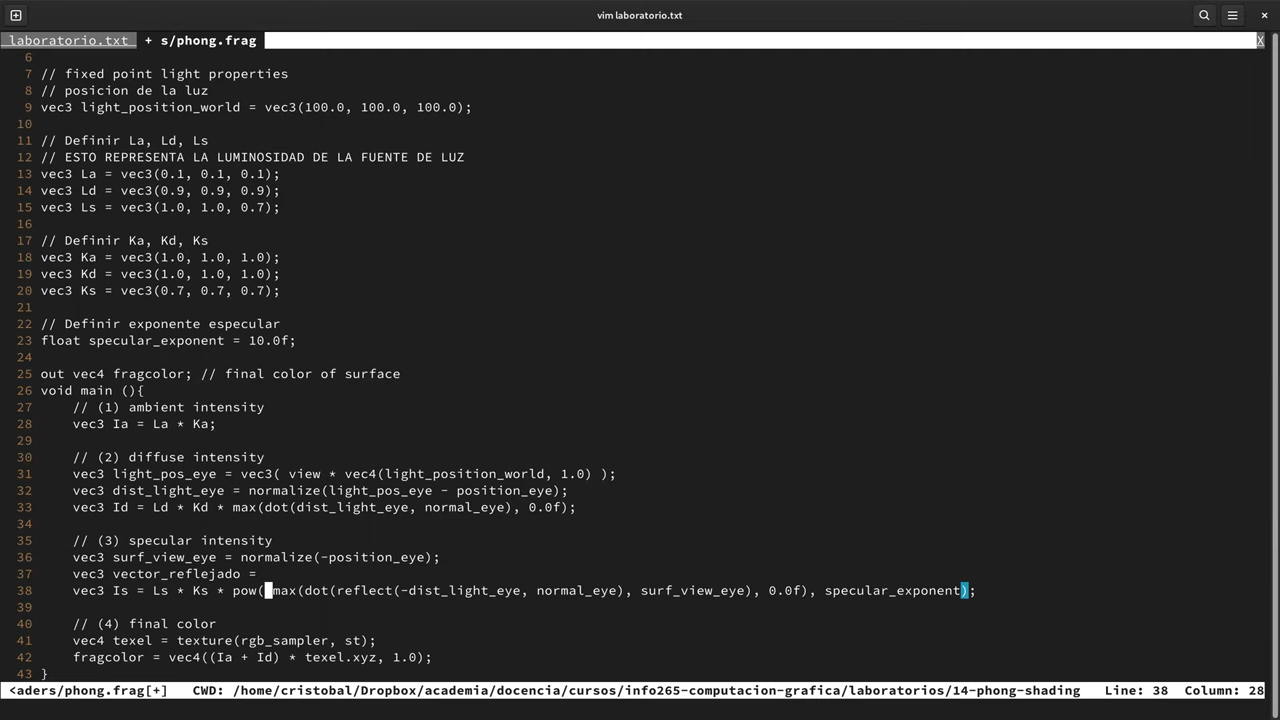 vim laboratorio.txt
laboratorio.txt + s/phong.frag X
6
7 // fixed point light properties
8 // posicion de la luz
9 vec3 light_position_world = vec3(100.0, 100.0, 100.0);
10
11 // Definir La, Ld, Ls
12 // ESTO REPRESENTA LA LUMINOSIDAD DE LA FUENTE DE LUZ
13 vec3 La = vec3(0.1, 0.1, 0.1);
14 vec3 Ld = vec3(0.9, 0.9, 0.9);
15 vec3 Ls = vec3(1.0, 1.0, 0.7);
16
17 // Definir Ka, Kd, Ks
18 vec3 Ka = vec3(1.0, 1.0, 1.0);
19 vec3 Kd = vec3(1.0, 1.0, 1.0);
20 vec3 Ks = vec3(0.7, 0.7, 0.7);
21
22 // Definir exponente especular
23 float specular_exponent = 10.0f;
24
25 out vec4 fragcolor; // final color of surface
26 void main (){
27     // (1) ambient intensity
28     vec3 Ia = La * Ka;
29
30     // (2) diffuse intensity
31     vec3 light_pos_eye = vec3( view * vec4(light_position_world, 1.0) );
32     vec3 dist_light_eye = normalize(light_pos_eye - position_eye);
33     vec3 Id = Ld * Kd * max(dot(dist_light_eye, normal_eye), 0.0f);
34
35     // (3) specular intensity
36     vec3 surf_view_eye = normalize(-position_eye);
37     vec3 vector_reflejado =
38     vec3 Is = Ls * Ks * pow( max(dot(reflect(-dist_light_eye, normal_eye), surf_view_eye), 0.0f), specular_exponent);
39
40     // (4) final color
41     vec4 texel = texture(rgb_sampler, st);
42     fragcolor = vec4((Ia + Id) * texel.xyz, 1.0);
43 }
<aders/phong.frag[+] CWD: /home/cristobal/Dropbox/academia/docencia/cursos/info265-computacion-grafica/laboratorios/14-phong-shading Line: 38 Column: 28